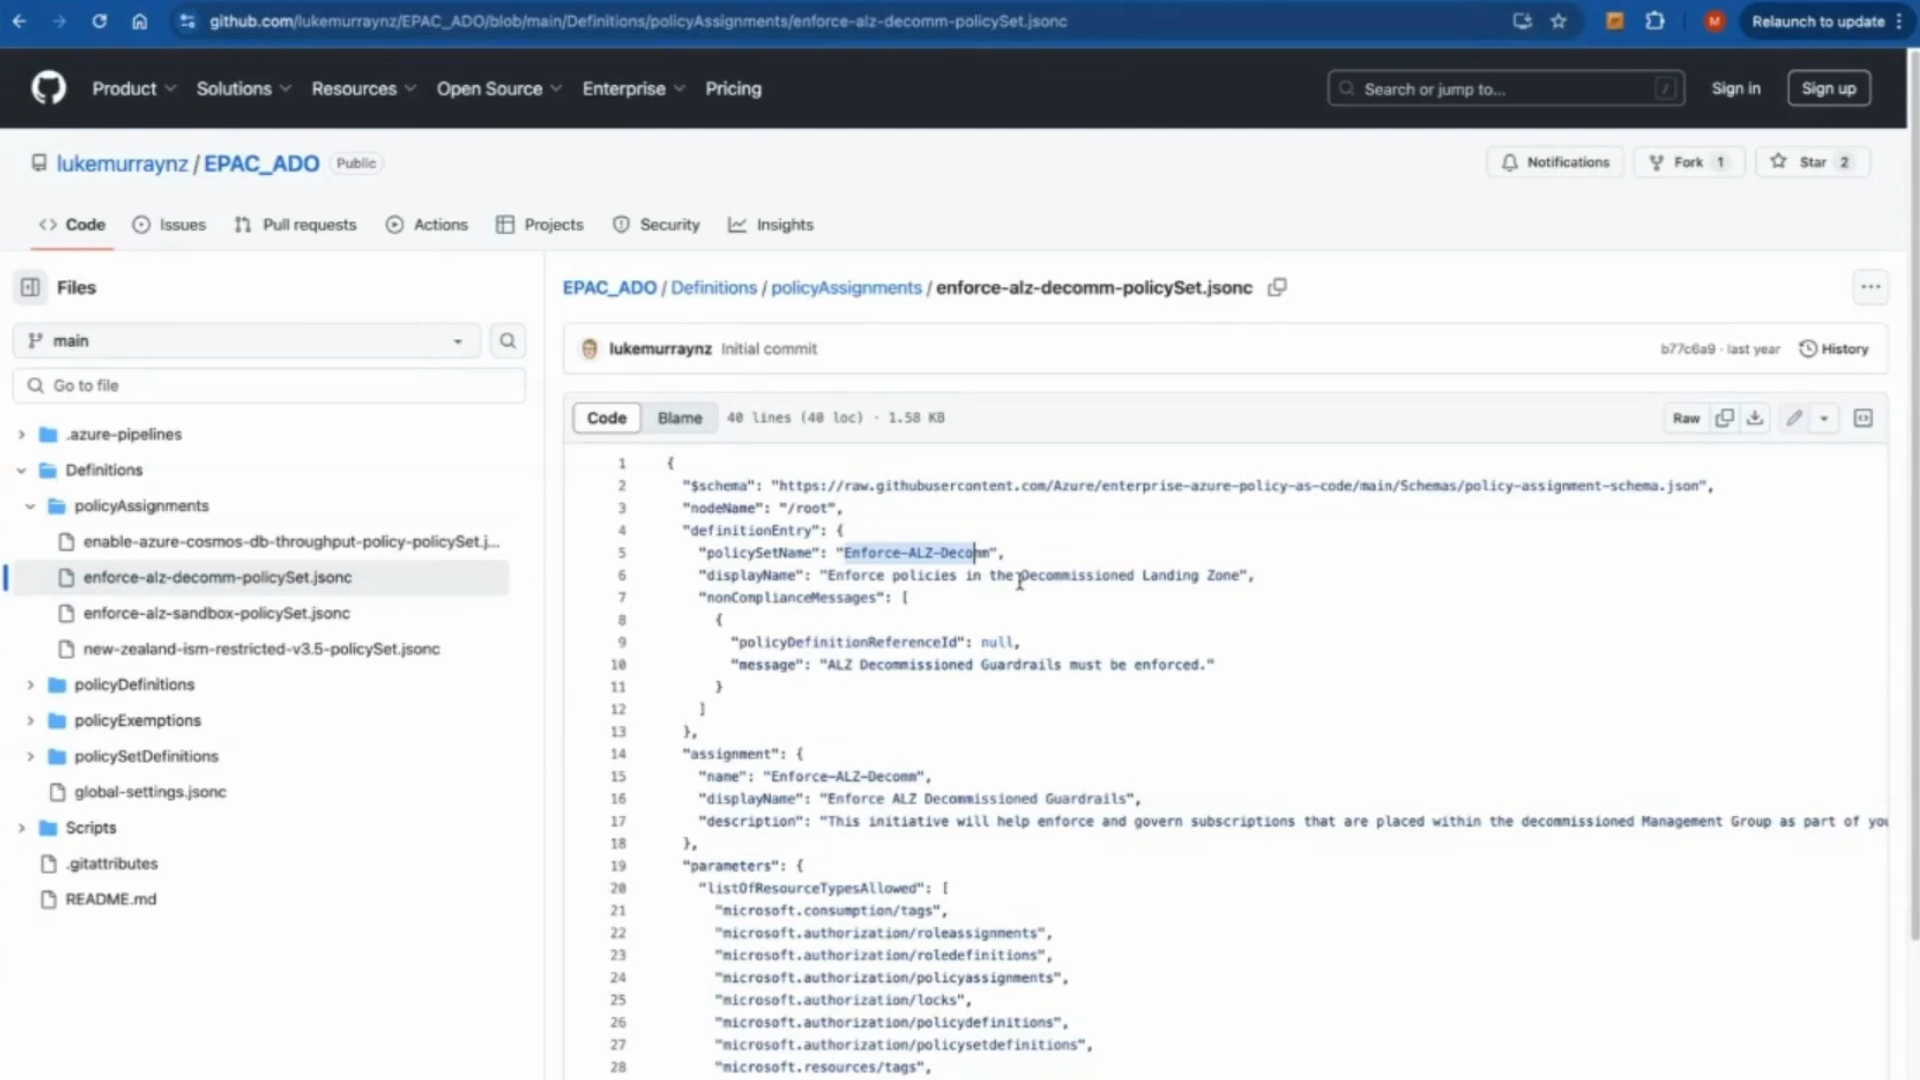 github.com/lukemurraynz/EPAC_ADO/blob/main/Definitions/policyAssignments/enforce-alz-decomm-policySet.jsonc
M
Relaunch to update
Product
Solutions
Resources
Open Source
Enterprise
Pricing
Search or jump to...
/
Sign in
Sign up
lukemurraynz / EPAC_ADO
Public
Notifications
Fork 1
Star 2
Code
Issues
Pull requests
Actions
Projects
Security
Insights
Files
main
Go to file
.azure-pipelines
Definitions
policyAssignments
enable-azure-cosmos-db-throughput-policy-policySet.j...
enforce-alz-decomm-policySet.jsonc
enforce-alz-sandbox-policySet.jsonc
new-zealand-ism-restricted-v3.5-policySet.jsonc
policyDefinitions
policyExemptions
policySetDefinitions
global-settings.jsonc
Scripts
.gitattributes
README.md
EPAC_ADO / Definitions / policyAssignments / enforce-alz-decomm-policySet.jsonc
lukemurraynz Initial commit
b77c6a9 · last year
History
Code
Blame
40 lines (40 loc) · 1.58 KB
Raw
1 {
2 "$schema": "https://raw.githubusercontent.com/Azure/enterprise-azure-policy-as-code/main/Schemas/policy-assignment-schema.json",
3 "nodeName": "/root",
4 "definitionEntry": {
5 "policySetName": "Enforce-ALZ-Decomm",
6 "displayName": "Enforce policies in the Decommissioned Landing Zone",
7 "nonComplianceMessages": [
8 {
9 "policyDefinitionReferenceId": null,
10 "message": "ALZ Decommissioned Guardrails must be enforced."
11 }
12 ]
13 },
14 "assignment": {
15 "name": "Enforce-ALZ-Decomm",
16 "displayName": "Enforce ALZ Decommissioned Guardrails",
17 "description": "This initiative will help enforce and govern subscriptions that are placed within the decommissioned Management Group as part of you
18 },
19 "parameters": {
20 "listOfResourceTypesAllowed": [
21 "microsoft.consumption/tags",
22 "microsoft.authorization/roleassignments",
23 "microsoft.authorization/roledefinitions",
24 "microsoft.authorization/policyassignments",
25 "microsoft.authorization/locks",
26 "microsoft.authorization/policydefinitions",
27 "microsoft.authorization/policysetdefinitions",
28 "microsoft.resources/tags",